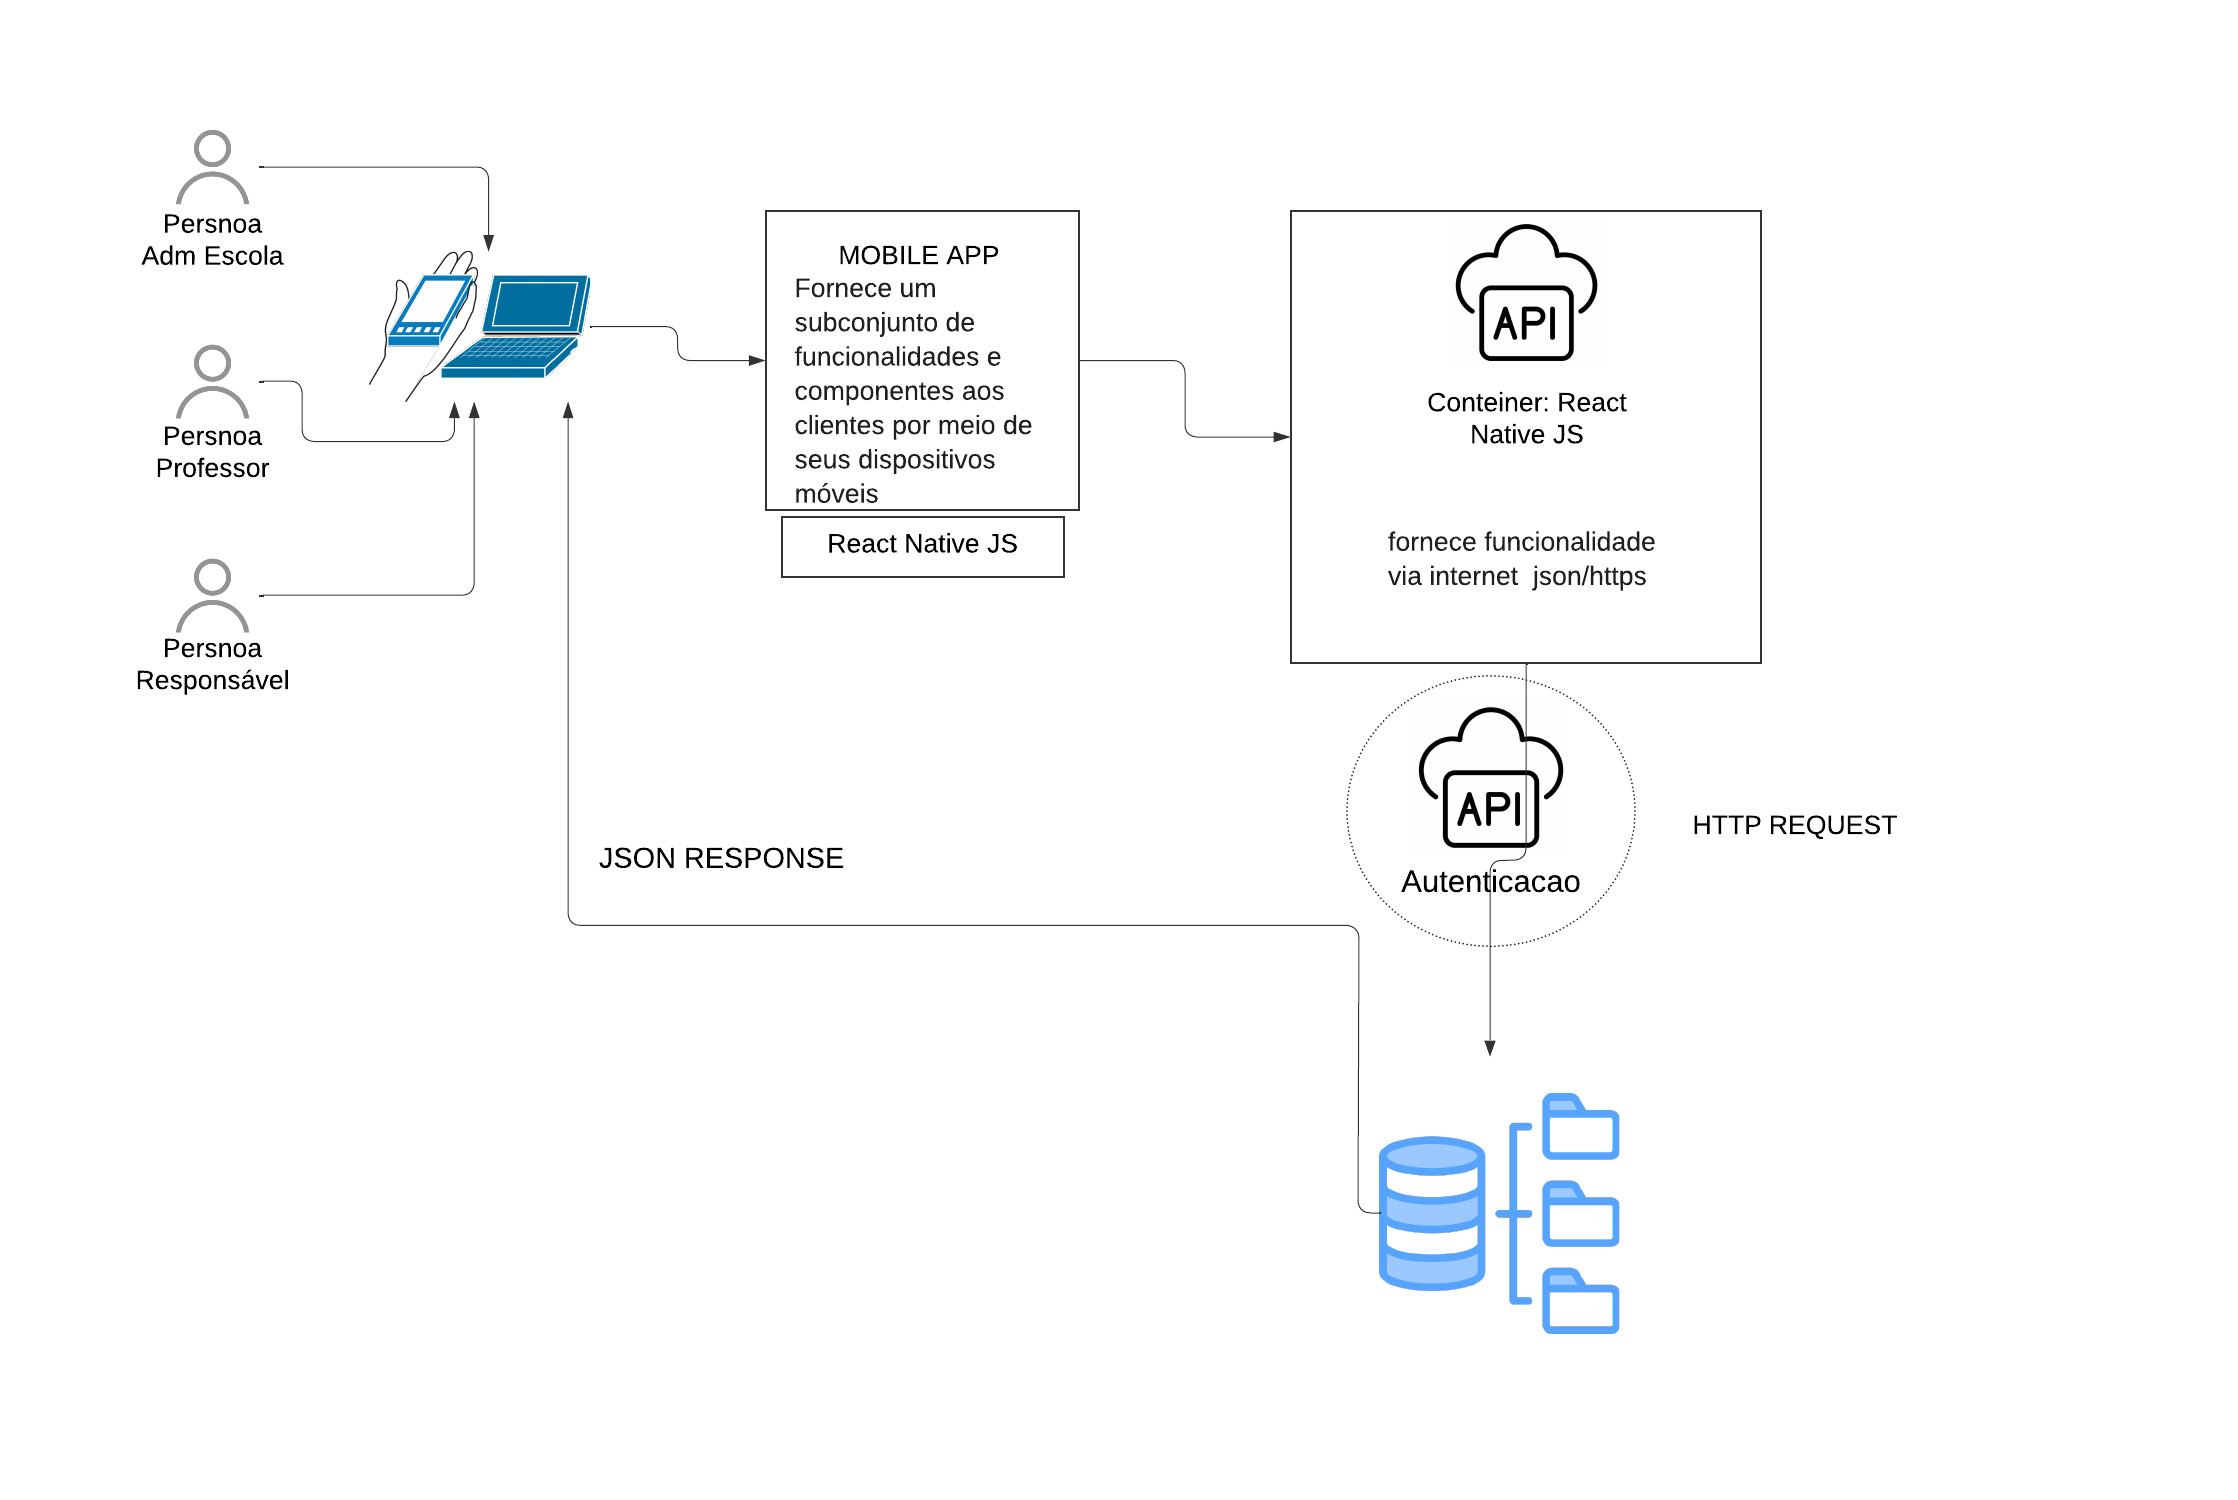 Persnoa
Adm Escola
Persnoa
Professor
Persnoa
Responsável
MOBILE APP
Fornece um
subconjunto de
funcionalidades e
componentes aos
clientes por meio de
seus dispositivos
móveis
React Native JS
API
Conteiner: React
Native JS
fornece funcionalidade
via internet  json/https
API
Autenticacao
HTTP REQUEST
JSON RESPONSE